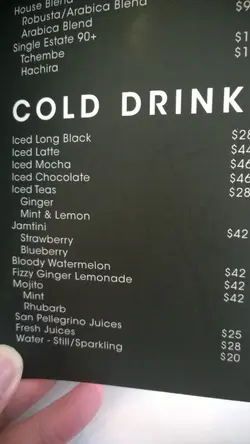 House Blend $9
Robusta/Arabica Blend
Arabica Blend
Single Estate 90+ $1
Tchembe $1
Hachira
COLD DRINK
Iced Long Black $28
Iced Latte $44
Iced Mocha $46
Iced Chocolate $46
Iced Teas $28
Ginger
Mint & Lemon
Jamtini $42
Strawberry
Blueberry
Bloody Watermelon $42
Fizzy Ginger Lemonade $42
Mojito $42
Mint
Rhubarb
San Pellegrino Juices $25
Fresh Juices $28
Water - Still/Sparkling $20